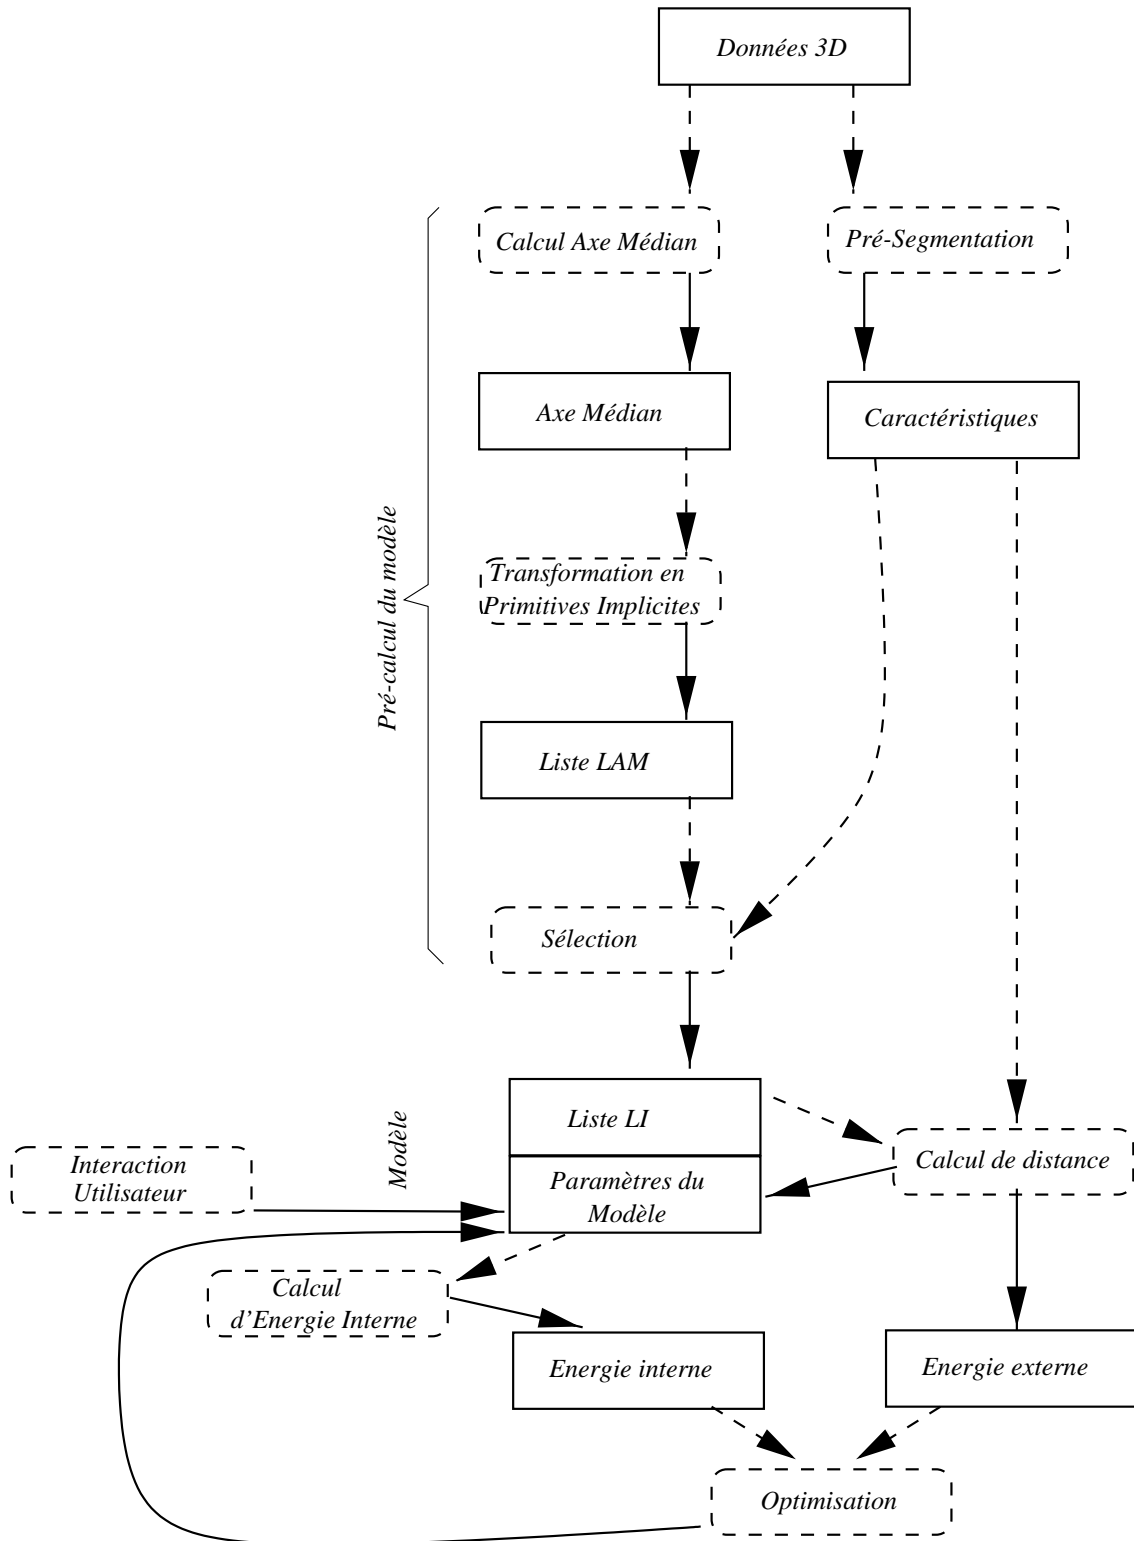 Données 3D
Calcul Axe Médian
Pré-Segmentation
Axe Médian
Caractéristiques
Pré-calcul du modèle
Transformation en
Primitives Implicites
Liste LAM
Sélection
Modèle
Liste LI
Interaction
Utilisateur
Paramètres du
Modèle
Calcul de distance
Calcul
d'Energie Interne
Energie interne
Energie externe
Optimisation